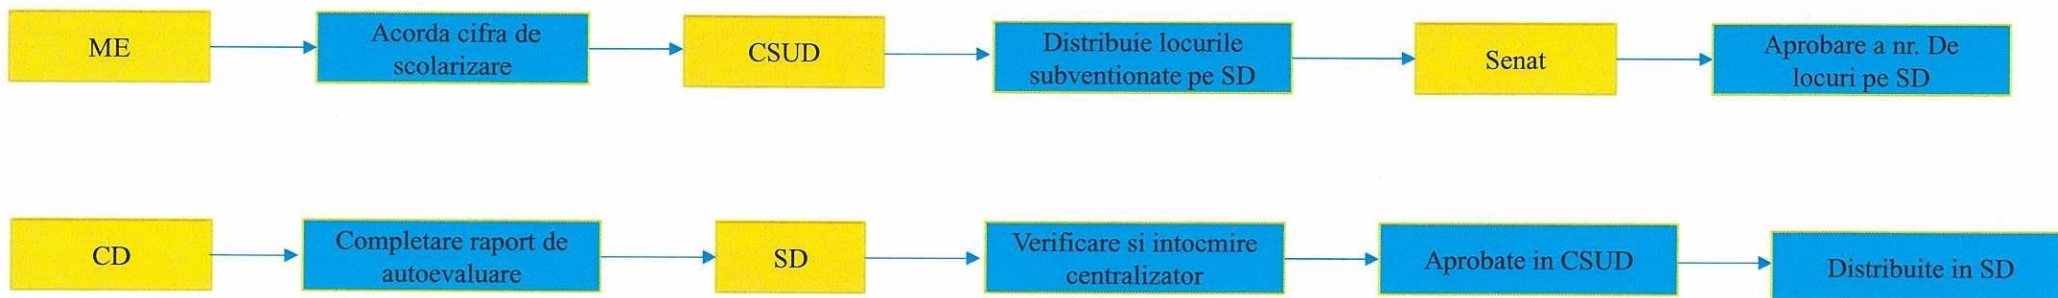 ME
Acorda cifra de
scolarizare
CSUD
Distribuie locurile
subventionate pe SD
Senat
Aprobare a nr. De
locuri pe SD
CD
Completare raport de
autoevaluare
SD
Verificare si intocmire
centralizator
Aprobate in CSUD
Distribuite in SD